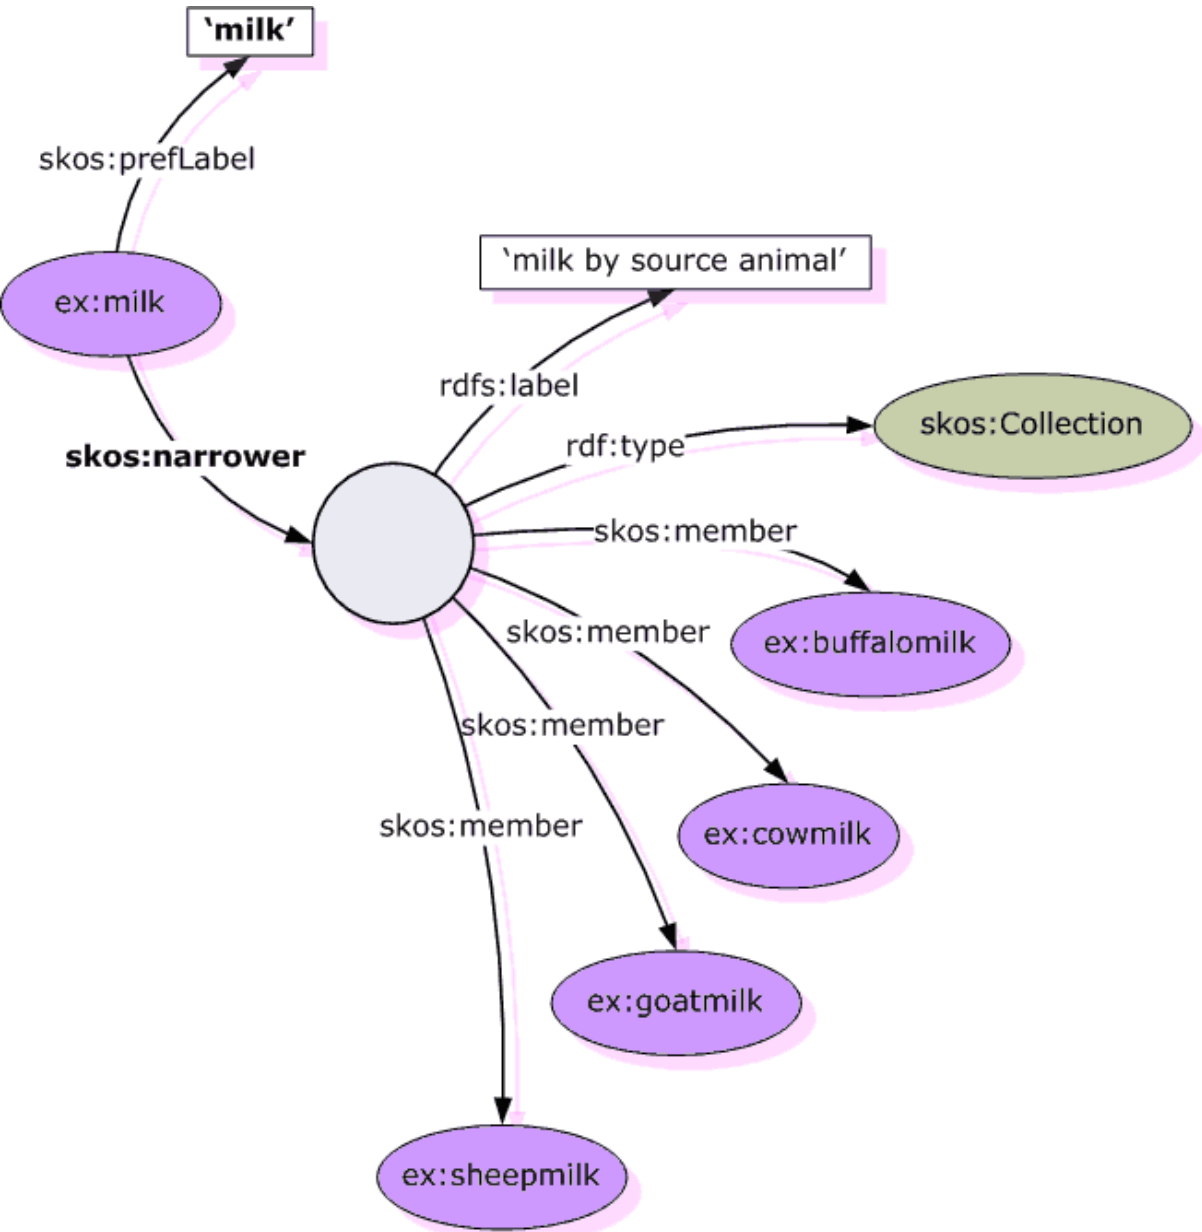 ‘milk’
skos:prefLabel
ex:milk
‘milk by source animal’
rdfs:label
skos:Collection
rdf:type
skos:narrower
skos:member
ex:buffalomilk
skos:member
skos:member
ex:cowmilk
skos:member
ex:goatmilk
ex:sheepmilk